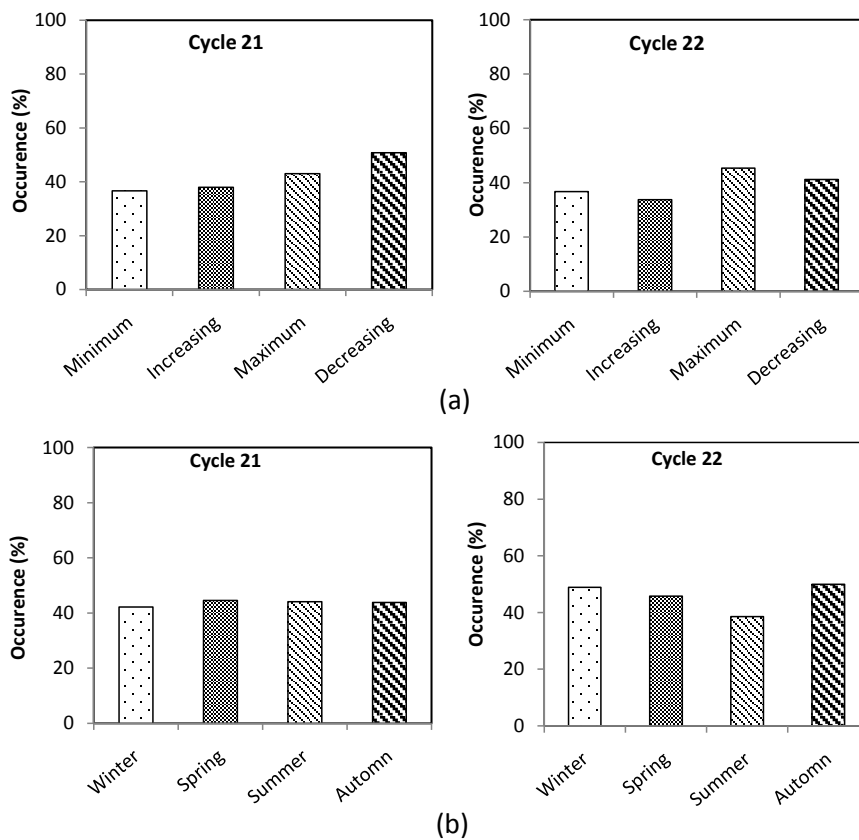 Cycle 21
Occurence (%)
100
80
60
40
20
0
Minimum
Increasing
Maximum
Decreasing
Cycle 22
Occurence (%)
100
80
60
40
20
0
Minimum
Increasing
Maximum
Decreasing
(a)
Cycle 21
Occurence (%)
100
80
60
40
20
0
Winter
Spring
Summer
Automn
Cycle 22
Occurence (%)
100
80
60
40
20
0
Winter
Spring
Summer
Automn
(b)